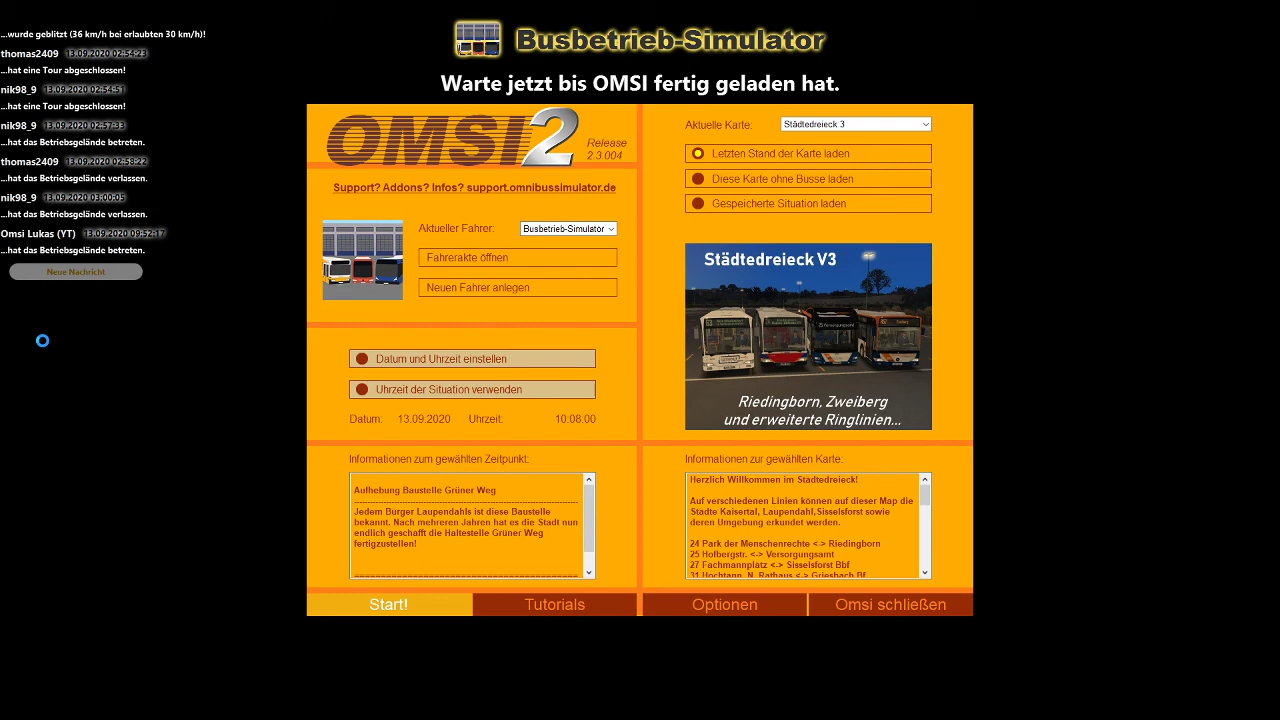 ...wurde geblitzt (36 km/h bei erlaubten 30 km/h)!
thomas2409 13.09.2020 02:54:23
...hat eine Tour abgeschlossen!
nik98_9 13.09.2020 02:54:51
...hat eine Tour abgeschlossen!
nik98_9 13.09.2020 02:57:33
...hat das Betriebsgelände betreten.
thomas2409 13.09.2020 02:58:22
...hat das Betriebsgelände verlassen.
nik98_9 13.09.2020 03:00:05
...hat das Betriebsgelände verlassen.
Omsi Lukas (YT) 13.09.2020 09:52:17
...hat das Betriebsgelände betreten.
Neue Nachricht
Busbetrieb-Simulator
Warte jetzt bis OMSI fertig geladen hat.
OMSI 2
Release
2.3.004
Support? Addons? Infos? support.omnibussimulator.de
Aktueller Fahrer: Busbetrieb-Simulator
Fahrerakte öffnen
Neuen Fahrer anlegen
Datum und Uhrzeit einstellen
Uhrzeit der Situation verwenden
Datum: 13.09.2020 Uhrzeit: 10:08:00
Informationen zum gewählten Zeitpunkt:
Aufhebung Baustelle Grüner Weg
Jedem Bürger Laupendahls ist diese Baustelle
bekannt. Nach mehreren Jahren hat es die Stadt nun
endlich geschafft die Haltestelle Grüner Weg
fertigzustellen!
Aktuelle Karte: Städtedreieck 3
Letzten Stand der Karte laden
Diese Karte ohne Busse laden
Gespeicherte Situation laden
Städtedreieck V3
Riedingborn, Zweiberg
und erweiterte Ringlinien...
Informationen zur gewählten Karte:
Herzlich Willkommen im Städtedreieck!
Auf verschiedenen Linien können auf dieser Map die
Städte Kaisertal, Laupendahl,Sisselsforst sowie
deren Umgebung erkundet werden.
24 Park der Menschenrechte <-> Riedingborn
25 Holbergstr. <-> Versorgungsamt
27 Fachmannplatz <-> Sisselsforst Bbf
31 Hochtann, N. Rathaus <-> Griesbach Bf
Start!
Tutorials
Optionen
Omsi schließen